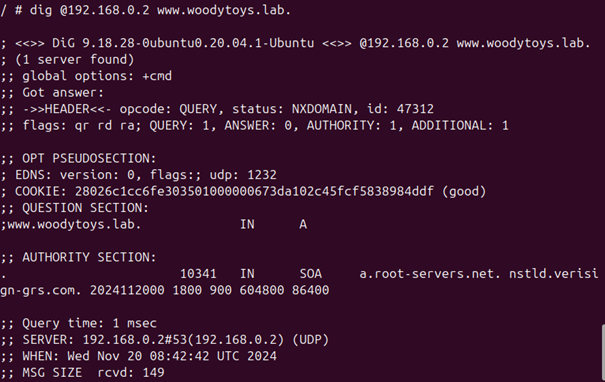 / # dig @192.168.0.2 www.woodytoys.lab.

; <<>> DiG 9.18.28-0ubuntu0.20.04.1-Ubuntu <<>> @192.168.0.2 www.woodytoys.lab.
; (1 server found)
;; global options: +cmd
;; Got answer:
;; ->>HEADER<<- opcode: QUERY, status: NXDOMAIN, id: 47312
;; flags: qr rd ra; QUERY: 1, ANSWER: 0, AUTHORITY: 1, ADDITIONAL: 1

;; OPT PSEUDOSECTION:
; EDNS: version: 0, flags:; udp: 1232
; COOKIE: 28026c1cc6fe303501000000673da102c45fcf5838984ddf (good)
;; QUESTION SECTION:
;www.woodytoys.lab. IN A

;; AUTHORITY SECTION:
. 10341 IN SOA a.root-servers.net. nstld.verisi
gn-grs.com. 2024112000 1800 900 604800 86400

;; Query time: 1 msec
;; SERVER: 192.168.0.2#53(192.168.0.2) (UDP)
;; WHEN: Wed Nov 20 08:42:42 UTC 2024
;; MSG SIZE rcvd: 149